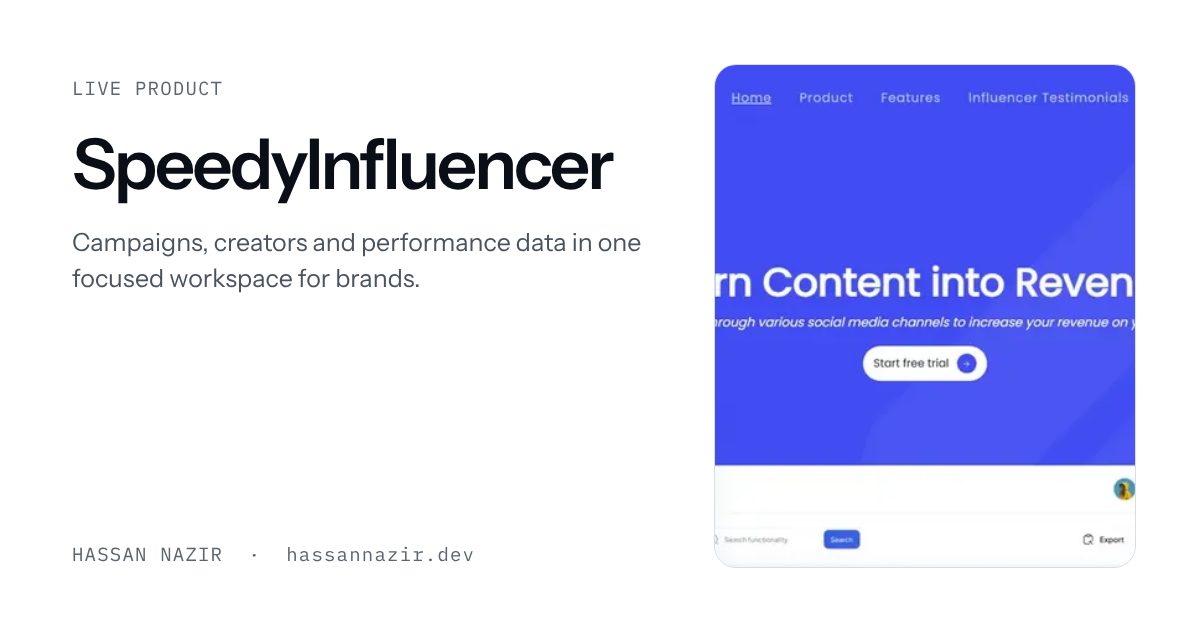 LIVE PRODUCT
SpeedyInfluencer
Campaigns, creators and performance data in one
focused workspace for brands.
HASSAN NAZIR · hassannazir.dev
Home Product Features Influencer Testimonials
rn Content into Reven
rough various social media channels to increase your revenue on y
Start free trial
Search functionality Search Export